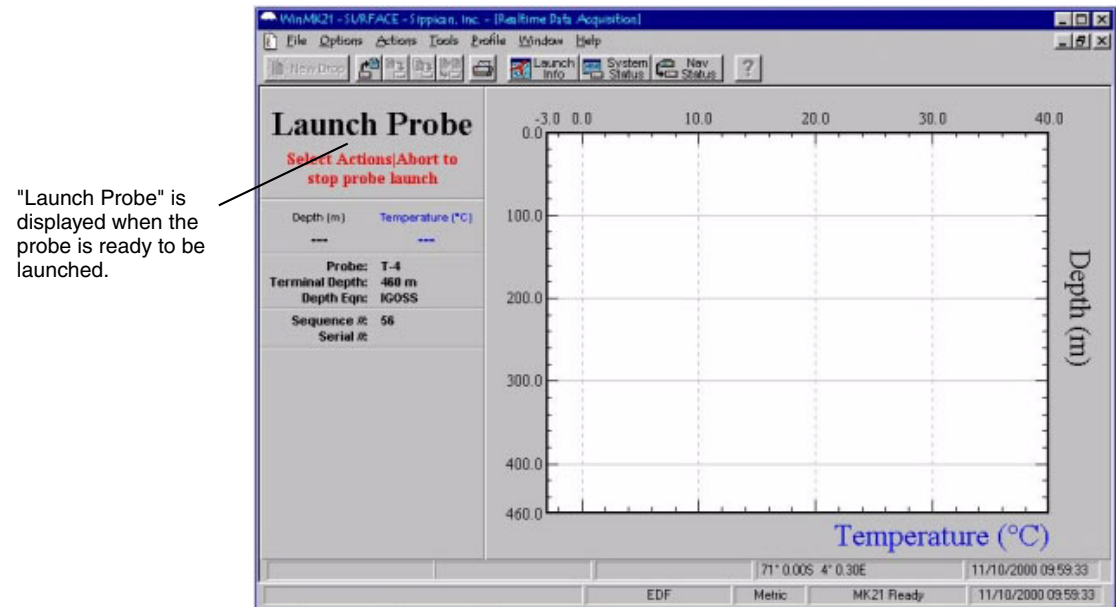 WinMK21 - SURFACE - Sippican, Inc. - [Realtime Data Acquisition]
File Options Actions Tools Profile Window Help
New Drop Launch Info System Status Nav Status ?
Launch Probe
Select Actions|Abort to
stop probe launch
"Launch Probe" is
displayed when the
probe is ready to be
launched.
Depth (m) Temperature (°C)
--- ---
Probe: T-4
Terminal Depth: 460 m
Depth Eqn: IGOSS
Sequence #: 56
Serial #:
-3.0 0.0 10.0 20.0 30.0 40.0
0.0
100.0
200.0
300.0
400.0
460.0
Depth (m)
Temperature (°C)
71° 0.00S 4° 0.30E 11/10/2000 09:59:33
EDF Metric MK21 Ready 11/10/2000 09:59:33